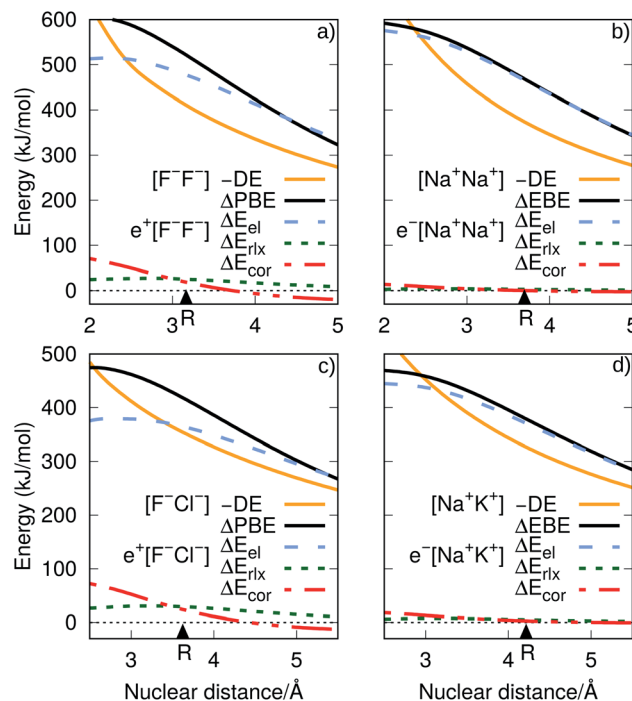 a)
Energy (kJ/mol)
600
500
400
300
200
100
0
[F⁻F⁻] −DE
ΔPBE
e⁺[F⁻F⁻] ΔE_el
ΔE_rlx
ΔE_cor
2 3 4 5
R
b)
[Na⁺Na⁺] −DE
ΔEBE
e⁻[Na⁺Na⁺] ΔE_el
ΔE_rlx
ΔE_cor
2 3 4 5
R
c)
Energy (kJ/mol)
500
400
300
200
100
0
[F⁻Cl⁻] −DE
ΔPBE
e⁺[F⁻Cl⁻] ΔE_el
ΔE_rlx
ΔE_cor
3 4 5
R
Nuclear distance/Å
d)
[Na⁺K⁺] −DE
ΔEBE
e⁻[Na⁺K⁺] ΔE_el
ΔE_rlx
ΔE_cor
3 4 5
R
Nuclear distance/Å